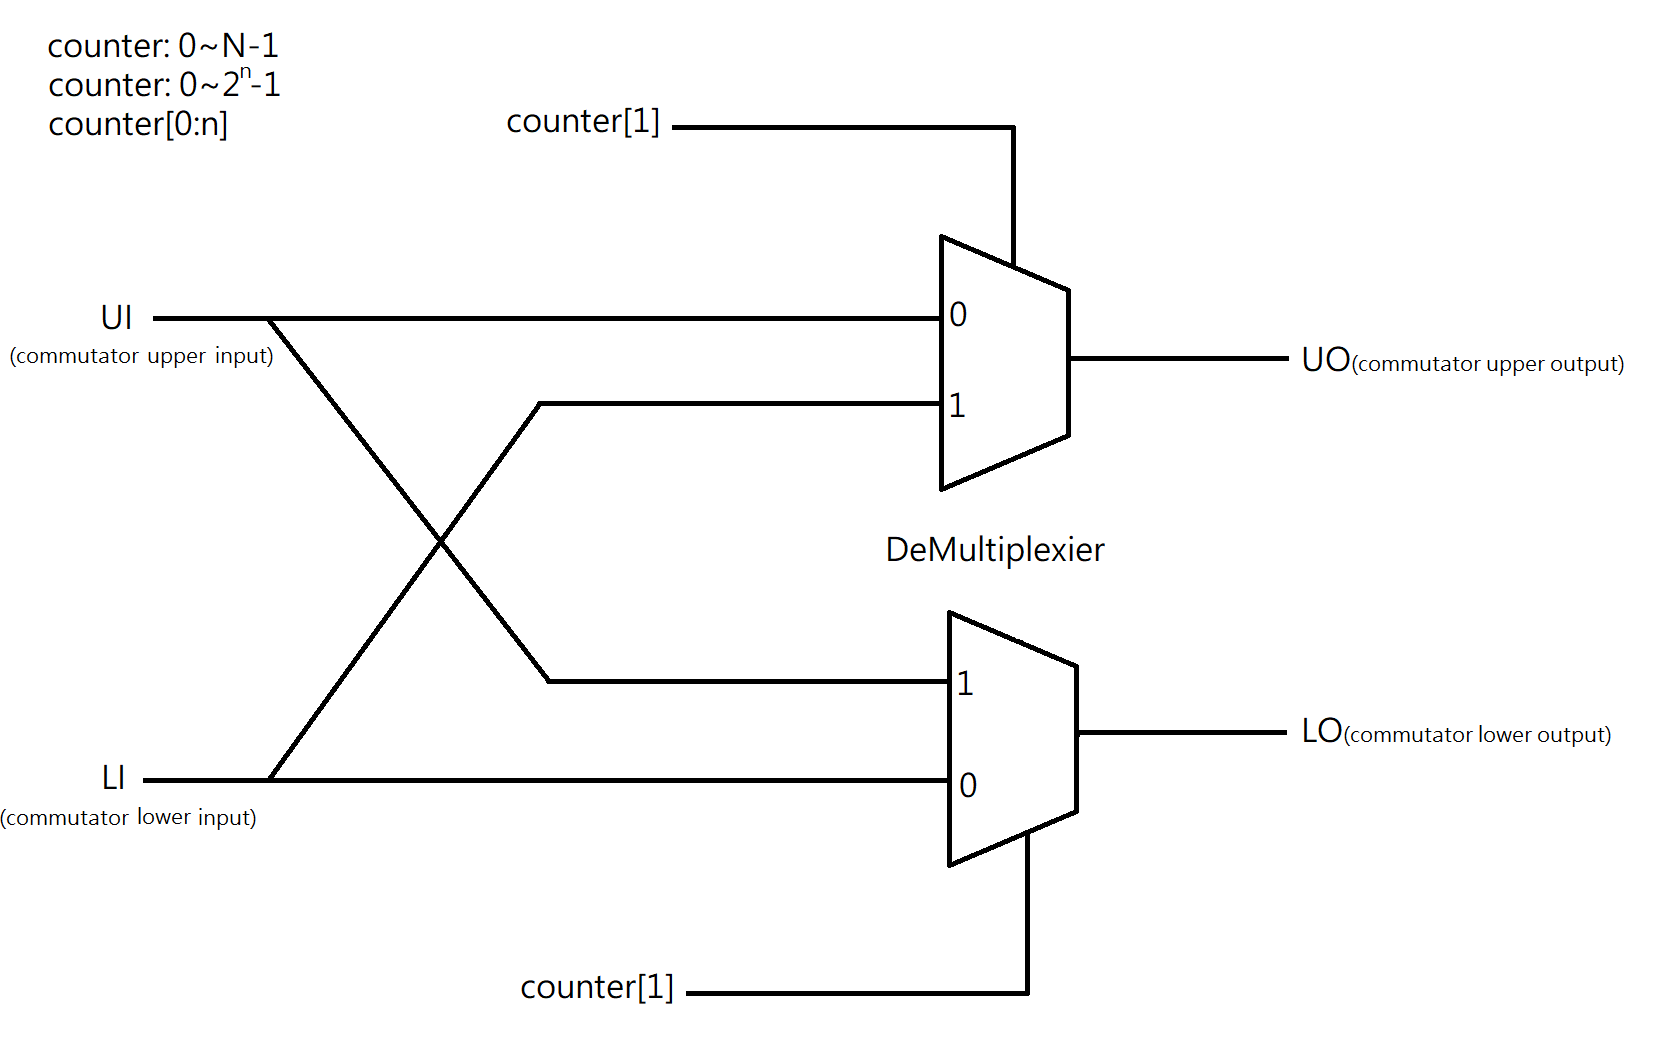 counter: 0~N-1
counter: 0~2ⁿ-1
counter[0:n]
counter[1]
UI
(commutator upper input)
0
1
UO(commutator upper output)
DeMultiplexier
1
0
LI
(commutator lower input)
LO(commutator lower output)
counter[1]